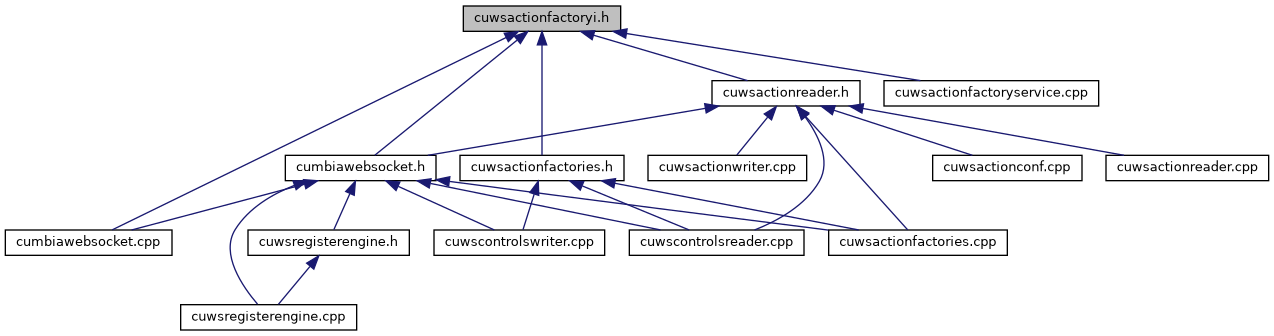 cuwsactionfactoryi.h
cuwsactionreader.h
cuwsactionfactoryservice.cpp
cumbiawebsocket.h
cuwsactionfactories.h
cuwsactionwriter.cpp
cuwsactionconf.cpp
cuwsactionreader.cpp
cumbiawebsocket.cpp
cuwsregisterengine.h
cuwscontrolswriter.cpp
cuwscontrolsreader.cpp
cuwsactionfactories.cpp
cuwsregisterengine.cpp